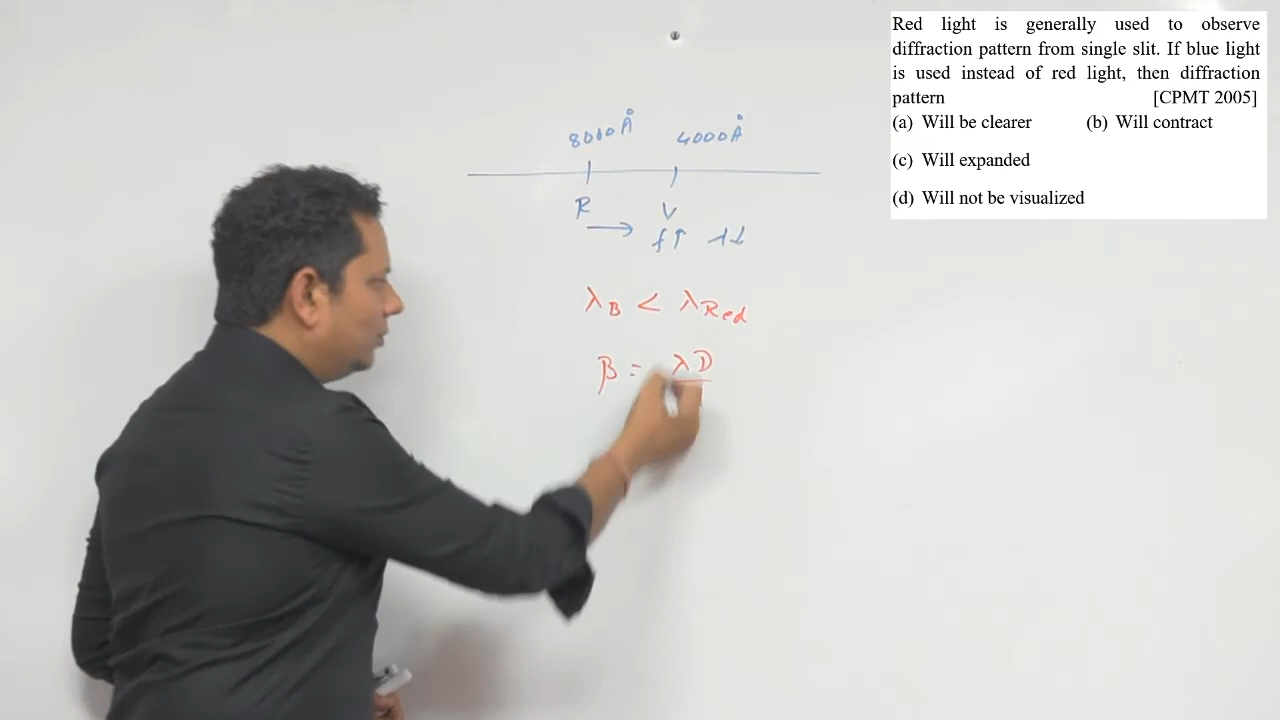 Red light is generally used to observe
diffraction pattern from single slit. If blue light
is used instead of red light, then diffraction
pattern [CPMT 2005]
(a) Will be clearer (b) Will contract
(c) Will expanded
(d) Will not be visualized
8000Å 4000Å
R V
→ f↑ λ↓
λB < λRed
β = λD